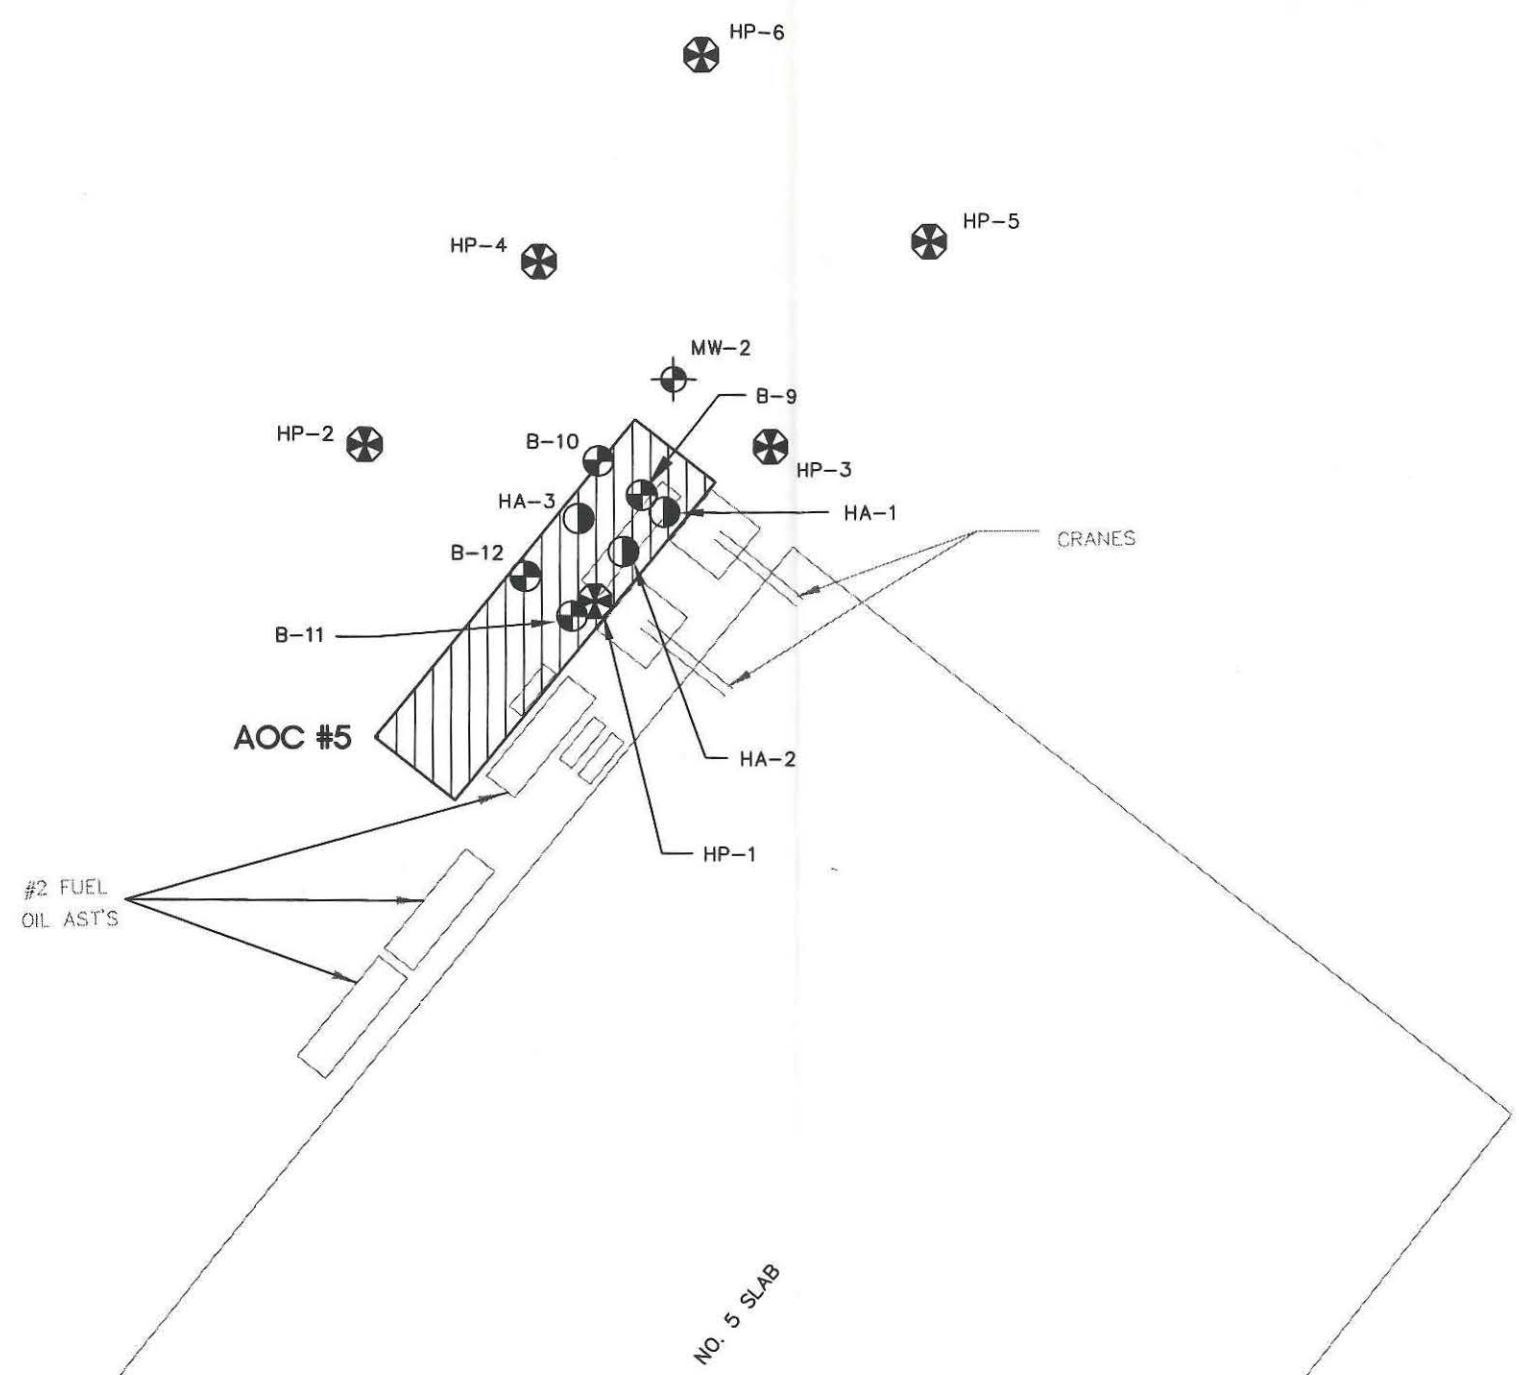 HP-6
HP-5
HP-4
MW-2
B-9
HP-2
B-10
HP-3
HA-3
HA-1
CRANES
B-12
B-11
AOC #5
HA-2
HP-1
#2 FUEL
OIL AST'S
NO. 5 SLAB